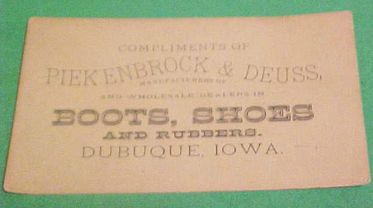 COMPLIMENTS OF
PIEKENBROCK & DEUSS,
MANUFACTURERS OF
AND WHOLESALE DEALERS IN
BOOTS, SHOES
AND RUBBERS.
DUBUQUE, IOWA.